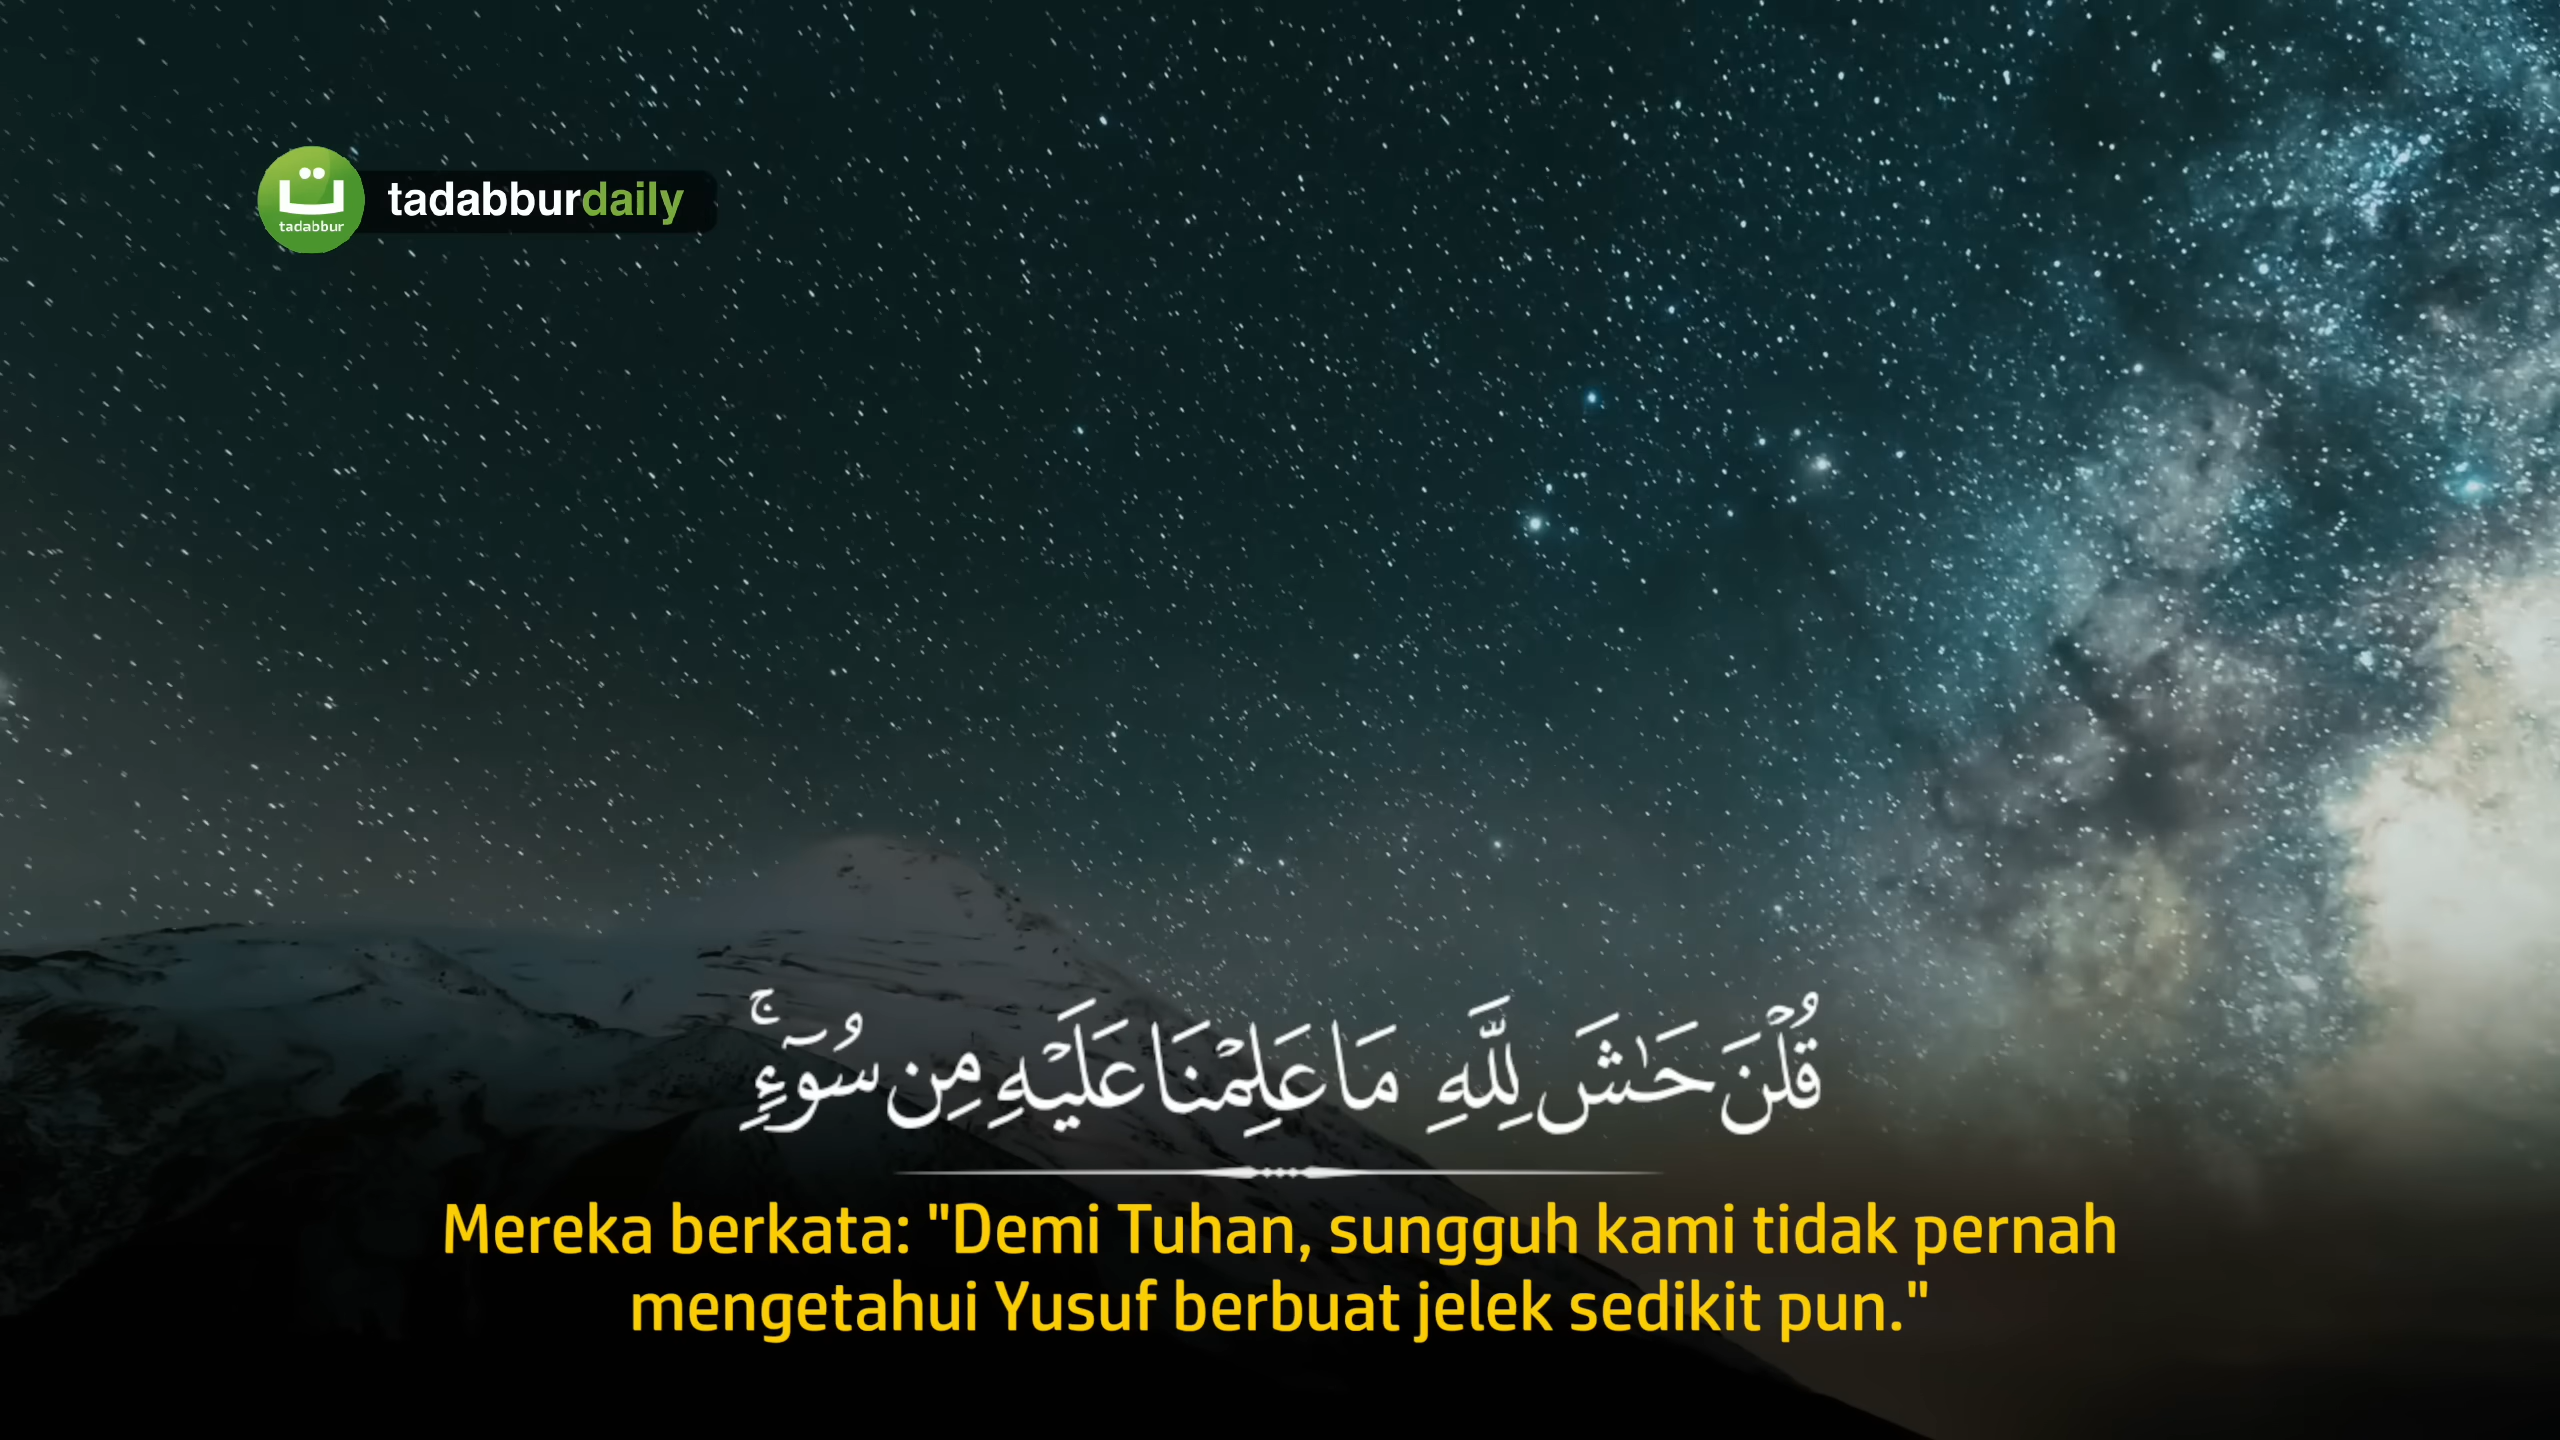 ت
tadabbur
tadabburdaily
قُلْنَ حَٰشَ لِلَّهِ مَا عَلِمْنَا عَلَيْهِ مِن سُوٓءٍۚ
Mereka berkata: "Demi Tuhan, sungguh kami tidak pernah
mengetahui Yusuf berbuat jelek sedikit pun."